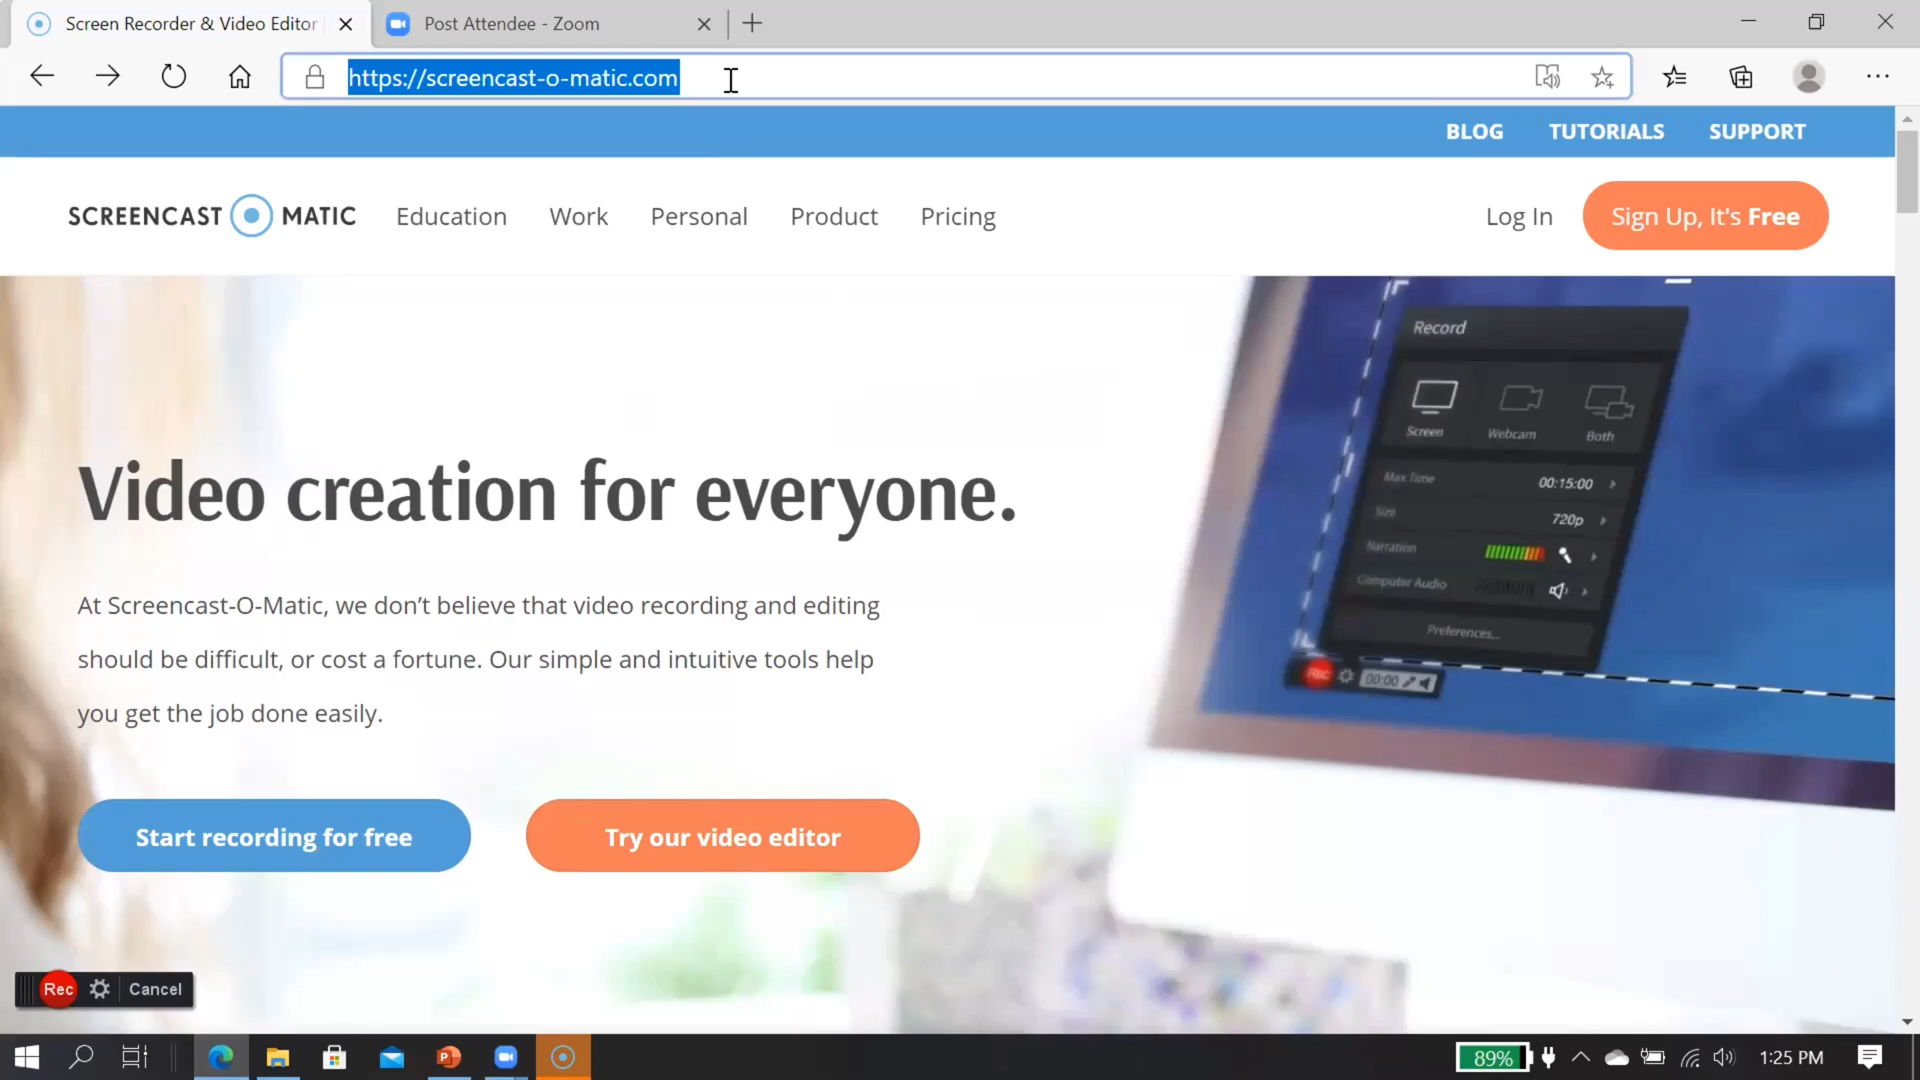 Screen Recorder & Video Editor
Post Attendee - Zoom
https://screencast-o-matic.com
BLOG TUTORIALS SUPPORT
SCREENCAST MATIC Education Work Personal Product Pricing Log In Sign Up, It's Free
Record
Screen Webcam Both
Max Time 00:15:00
Size 720p
Narration
Computer Audio
Preferences...
Rec 00:00
Video creation for everyone.
At Screencast-O-Matic, we don’t believe that video recording and editing
should be difficult, or cost a fortune. Our simple and intuitive tools help
you get the job done easily.
Start recording for free Try our video editor
Rec Cancel
89% 1:25 PM